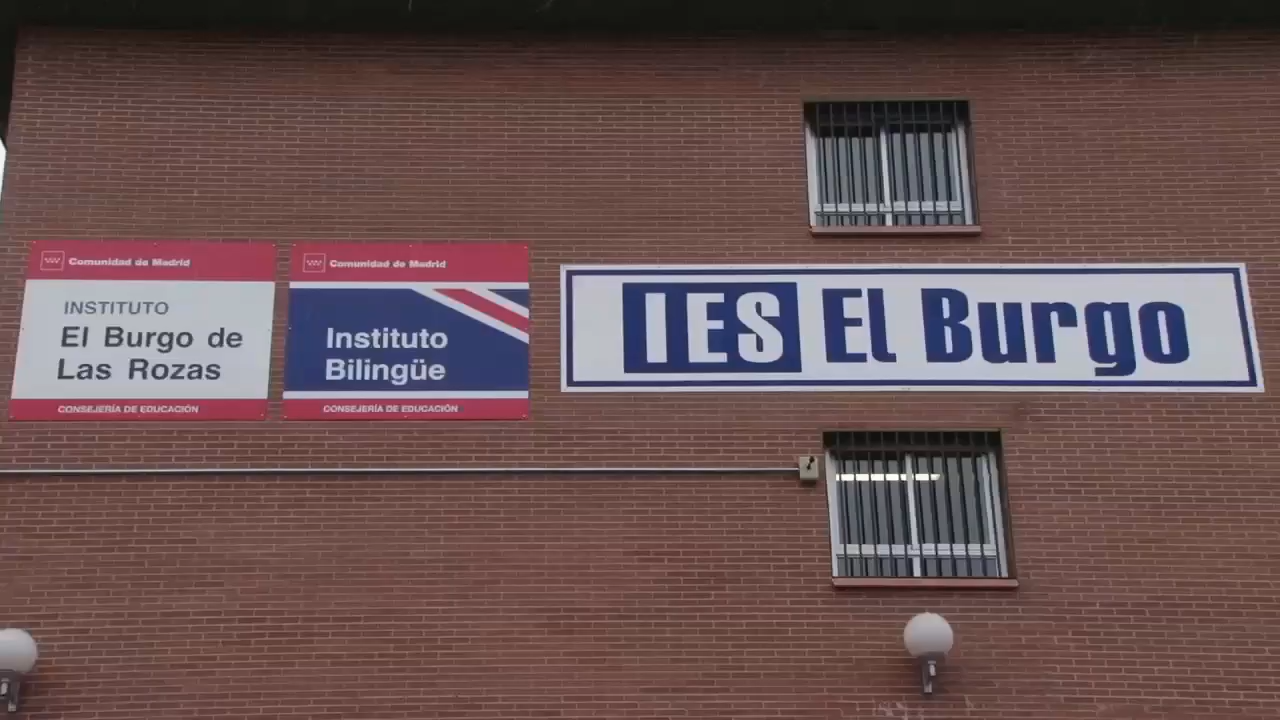 Comunidad de Madrid
INSTITUTO
El Burgo de
Las Rozas
CONSEJERÍA DE EDUCACIÓN
Comunidad de Madrid
Instituto
Bilingüe
CONSEJERÍA DE EDUCACIÓN
IES El Burgo